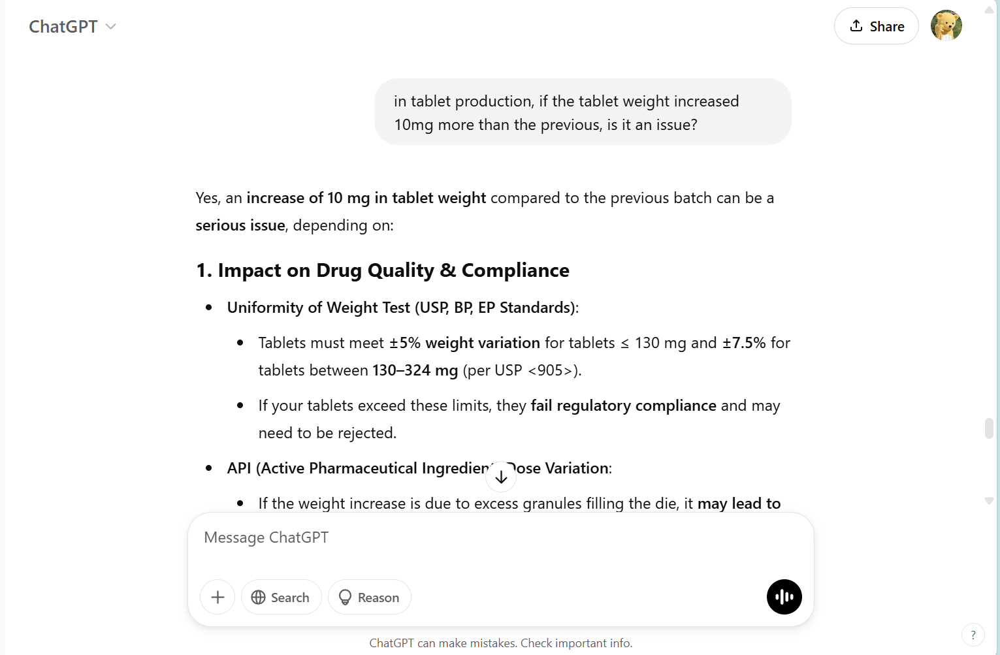 ChatGPT
Share
in tablet production, if the tablet weight increased
10mg more than the previous, is it an issue?
Yes, an increase of 10 mg in tablet weight compared to the previous batch can be a
serious issue, depending on:
1. Impact on Drug Quality & Compliance
• Uniformity of Weight Test (USP, BP, EP Standards):
• Tablets must meet ±5% weight variation for tablets ≤ 130 mg and ±7.5% for
tablets between 130–324 mg (per USP <905>).
• If your tablets exceed these limits, they fail regulatory compliance and may
need to be rejected.
• API (Active Pharmaceutical Ingredient Dose Variation:
• If the weight increase is due to excess granules filling the die, it may lead to
Message ChatGPT
Search
Reason
ChatGPT can make mistakes. Check important info.
?